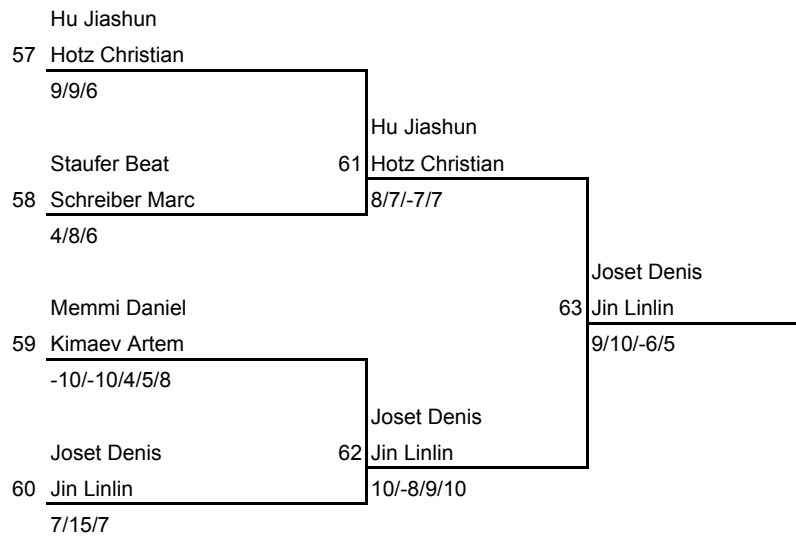 Hu Jiashun
57 Hotz Christian
9/9/6
Hu Jiashun
Staufer Beat 61 Hotz Christian
58 Schreiber Marc 8/7/-7/7
4/8/6
Joset Denis
Memmi Daniel 63 Jin Linlin
59 Kimaev Artem 9/10/-6/5
-10/-10/4/5/8
Joset Denis
Joset Denis 62 Jin Linlin
60 Jin Linlin 10/-8/9/10
7/15/7